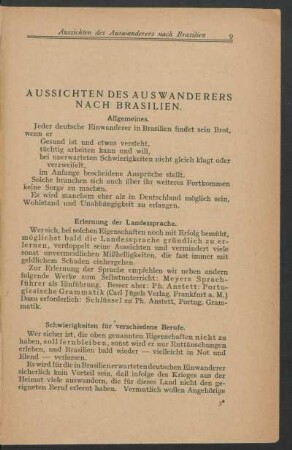 Aussichten des Auswanderers nach Brasilien 9
AUSSICHTEN DES AUSWANDERERS
NACH BRASILIEN.
Allgemeines.
Jeder deutsche Einwanderer in Brasilien findet sein Brot,
wenn er
Gesund ist und etwas versteht,
tüchtig arbeiten kann und will,
bei unerwarteten Schwierigkeiten nicht gleich klagt oder
verzweifelt,
im Anfange bescheidene Ansprüche stellt.
Solche brauchen sich auch über ihr weiteres Fortkommen
keine Sorge zu machen.
Es wird manchem eher als in Deutschland möglich sein,
Wohlstand und Unabhängigkeit zu erlangen.
Erlernung der Landessprache.
Wer sich, bei solchen Eigenschaften noch mit Erfolg bemüht,
möglichst bald die Landessprache gründlich zu er-
lernen, verdoppelt seine Aussichten und vermindert viele
sonst unvermeidlichen Mißhelligkeiten, die fast immer mit
geldlichem Schaden einhergehen.
Zur Erlernung der Sprache empfehlen wir neben andern
folgende Werke zum Selbstunterricht: Meyers Sprach-
führer als Einführung. Besser aber: Ph. Anstett: Portu-
giesische Grammatik (Carl Jügels Verlag, Frankfurt a. M.)
Dazu erforderlich: Schlüssel zu Ph. Anstett, Portug. Gram-
matik.
Schwierigkeiten für verschiedene Berufe.
Wer sicher ist, die oben genannten Eigenschaften nicht zu
haben, soll fernbleiben, sonst wird er nur Enttäuschungen
erleben, und Brasilien bald wieder — vielleicht in Not und
Elend — verlassen.
Es wird für die in Brasilien erwarteten deutschen Einwanderer
sicherlich kein Vorteil sein, daß infolge des Krieges aus der
Heimat viele auswandern, die für dieses Land nicht den ge-
eigneten Beruf erlernt haben. Vermutlich wollen Angehörige